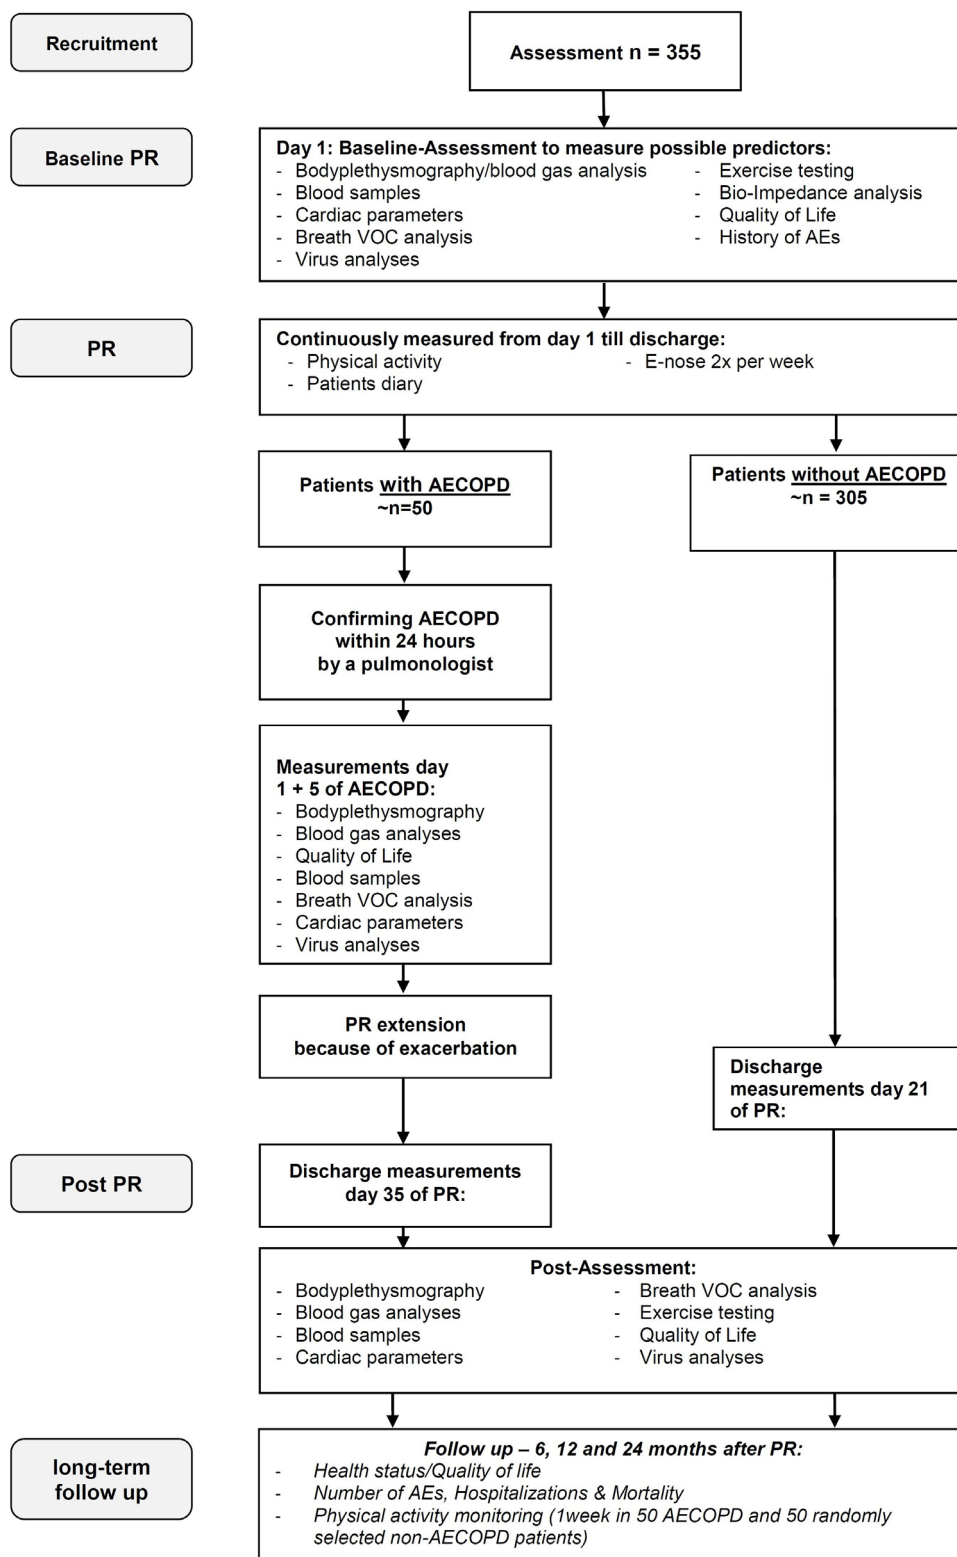 Recruitment
Assessment n = 355
Baseline PR
Day 1: Baseline-Assessment to measure possible predictors:
- Bodyplethysmography/blood gas analysis
- Blood samples
- Cardiac parameters
- Breath VOC analysis
- Virus analyses
- Exercise testing
- Bio-Impedance analysis
- Quality of Life
- History of AEs
PR
Continuously measured from day 1 till discharge:
- Physical activity
- Patients diary
- E-nose 2x per week
Patients with AECOPD
~n=50
Patients without AECOPD
~n = 305
Confirming AECOPD
within 24 hours
by a pulmonologist
Measurements day
1 + 5 of AECOPD:
- Bodyplethysmography
- Blood gas analyses
- Quality of Life
- Blood samples
- Breath VOC analysis
- Cardiac parameters
- Virus analyses
PR extension
because of exacerbation
Discharge
measurements day 21
of PR:
Post PR
Discharge measurements
day 35 of PR:
Post-Assessment:
- Bodyplethysmography
- Blood gas analyses
- Blood samples
- Cardiac parameters
- Breath VOC analysis
- Exercise testing
- Quality of Life
- Virus analyses
long-term
follow up
Follow up – 6, 12 and 24 months after PR:
- Health status/Quality of life
- Number of AEs, Hospitalizations & Mortality
- Physical activity monitoring (1week in 50 AECOPD and 50 randomly
selected non-AECOPD patients)